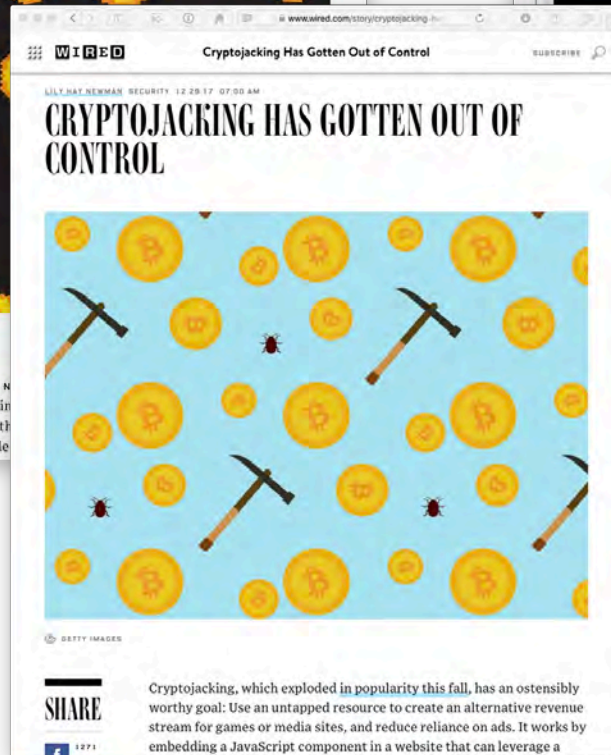 www.wired.com/story/cryptojacking-h
WIRED
Cryptojacking Has Gotten Out of Control
SUBSCRIBE
LILY HAY NEWMAN SECURITY 12.29.17 07:00 AM
CRYPTOJACKING HAS GOTTEN OUT OF
CONTROL
GETTY IMAGES
SHARE
1271
Cryptojacking, which exploded in popularity this fall, has an ostensibly
worthy goal: Use an untapped resource to create an alternative revenue
stream for games or media sites, and reduce reliance on ads. It works by
embedding a JavaScript component in a website that can leverage a